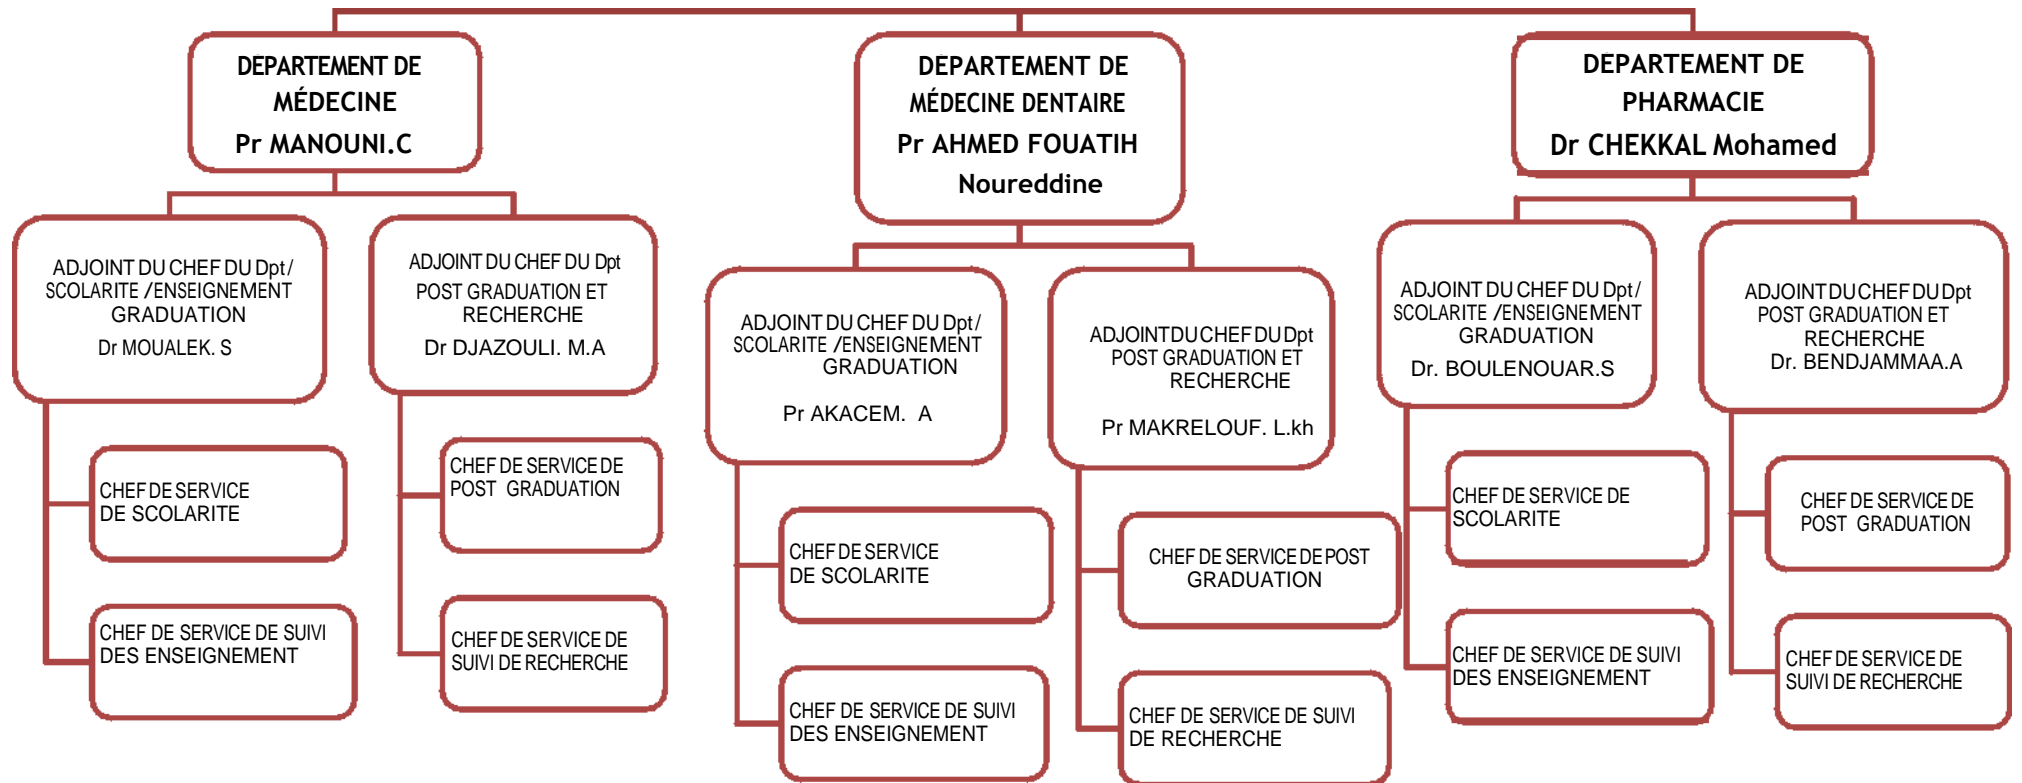 DÉPARTEMENT DE
MÉDECINE
Pr MANOUNI.C
ADJOINT DU CHEF DU Dpt/
SCOLARITE /ENSEIGNEMENT
GRADUATION
Dr MOUALEK. S
CHEF DE SERVICE
DE SCOLARITE
CHEF DE SERVICE DE SUIVI
DES ENSEIGNEMENT
ADJOINT DU CHEF DU Dpt
POST GRADUATION ET
RECHERCHE
Dr DJAZOULI. M.A
CHEF DE SERVICE DE
POST GRADUATION
CHEF DE SERVICE DE
SUIVI DE RECHERCHE
DÉPARTEMENT DE
MÉDECINE DENTAIRE
Pr AHMED FOUATIH
Noureddine
ADJOINT DU CHEF DU Dpt/
SCOLARITE /ENSEIGNEMENT
GRADUATION
Pr AKACEM. A
CHEF DE SERVICE
DE SCOLARITE
CHEF DE SERVICE DE SUIVI
DES ENSEIGNEMENT
ADJOINT DU CHEF DU Dpt
POST GRADUATION ET
RECHERCHE
Pr MAKRELOUF. L.kh
CHEF DE SERVICE DE POST
GRADUATION
CHEF DE SERVICE DE SUIVI
DE RECHERCHE
DÉPARTEMENT DE
PHARMACIE
Dr CHEKKAL Mohamed
ADJOINT DU CHEF DU Dpt/
SCOLARITE /ENSEIGNEMENT
GRADUATION
Dr. BOULENOUAR.S
CHEF DE SERVICE DE
SCOLARITE
CHEF DE SERVICE DE SUIVI
DES ENSEIGNEMENT
ADJOINT DU CHEF DU Dpt
POST GRADUATION ET
RECHERCHE
Dr. BENDJAMMAA.A
CHEF DE SERVICE DE
POST GRADUATION
CHEF DE SERVICE DE
SUIVI DE RECHERCHE